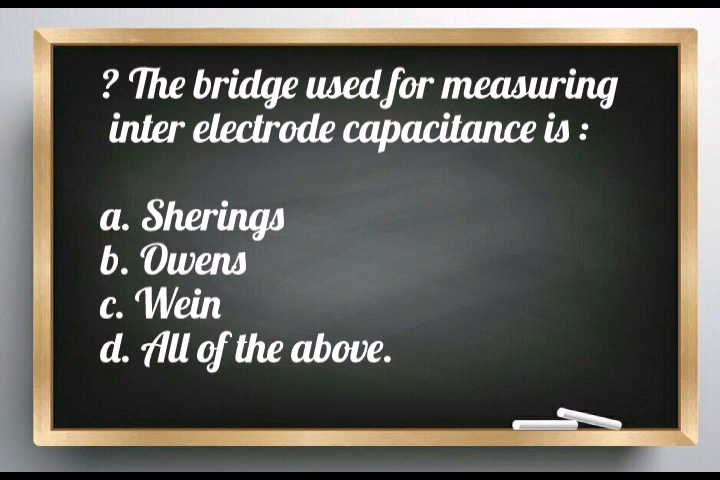 ? The bridge used for measuring
inter electrode capacitance is :
a. Sherings
b. Owens
c. Wein
d. All of the above.